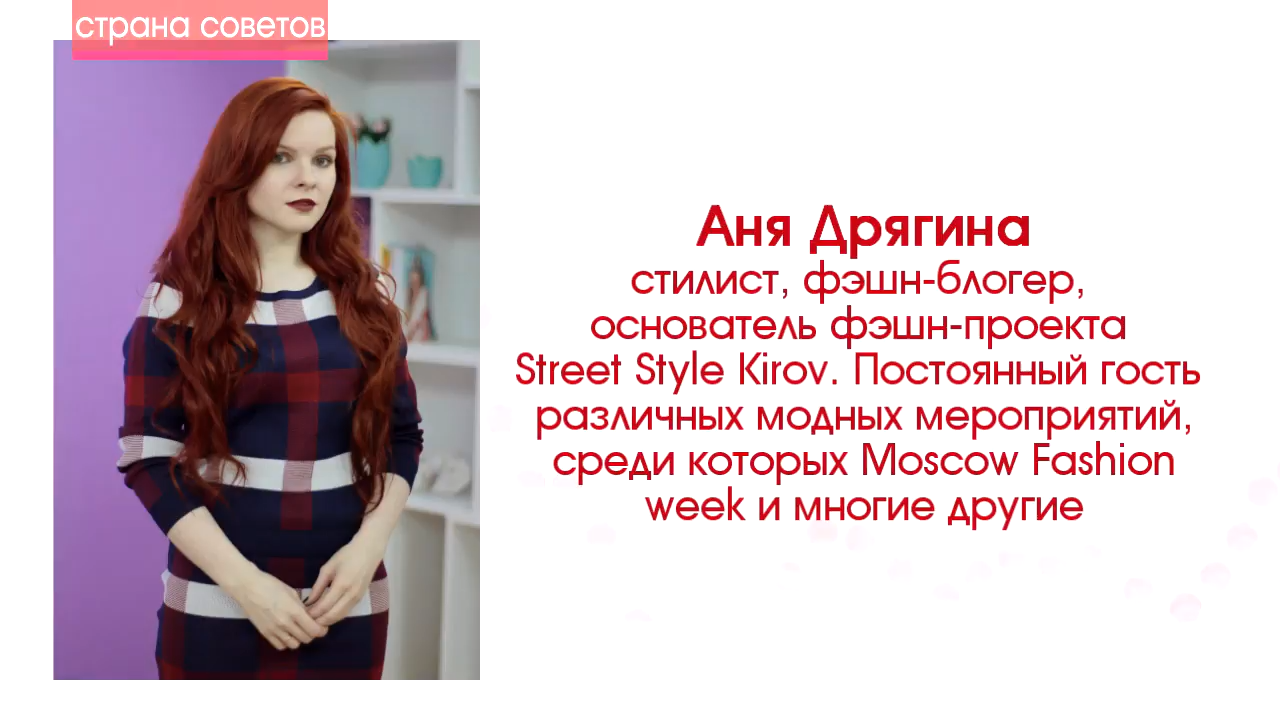 страна советов
Аня Дрягина
стилист, фэшн-блогер,
основатель фэшн-проекта
Street Style Kirov. Постоянный гость
различных модных мероприятий,
среди которых Moscow Fashion
week и многие другие